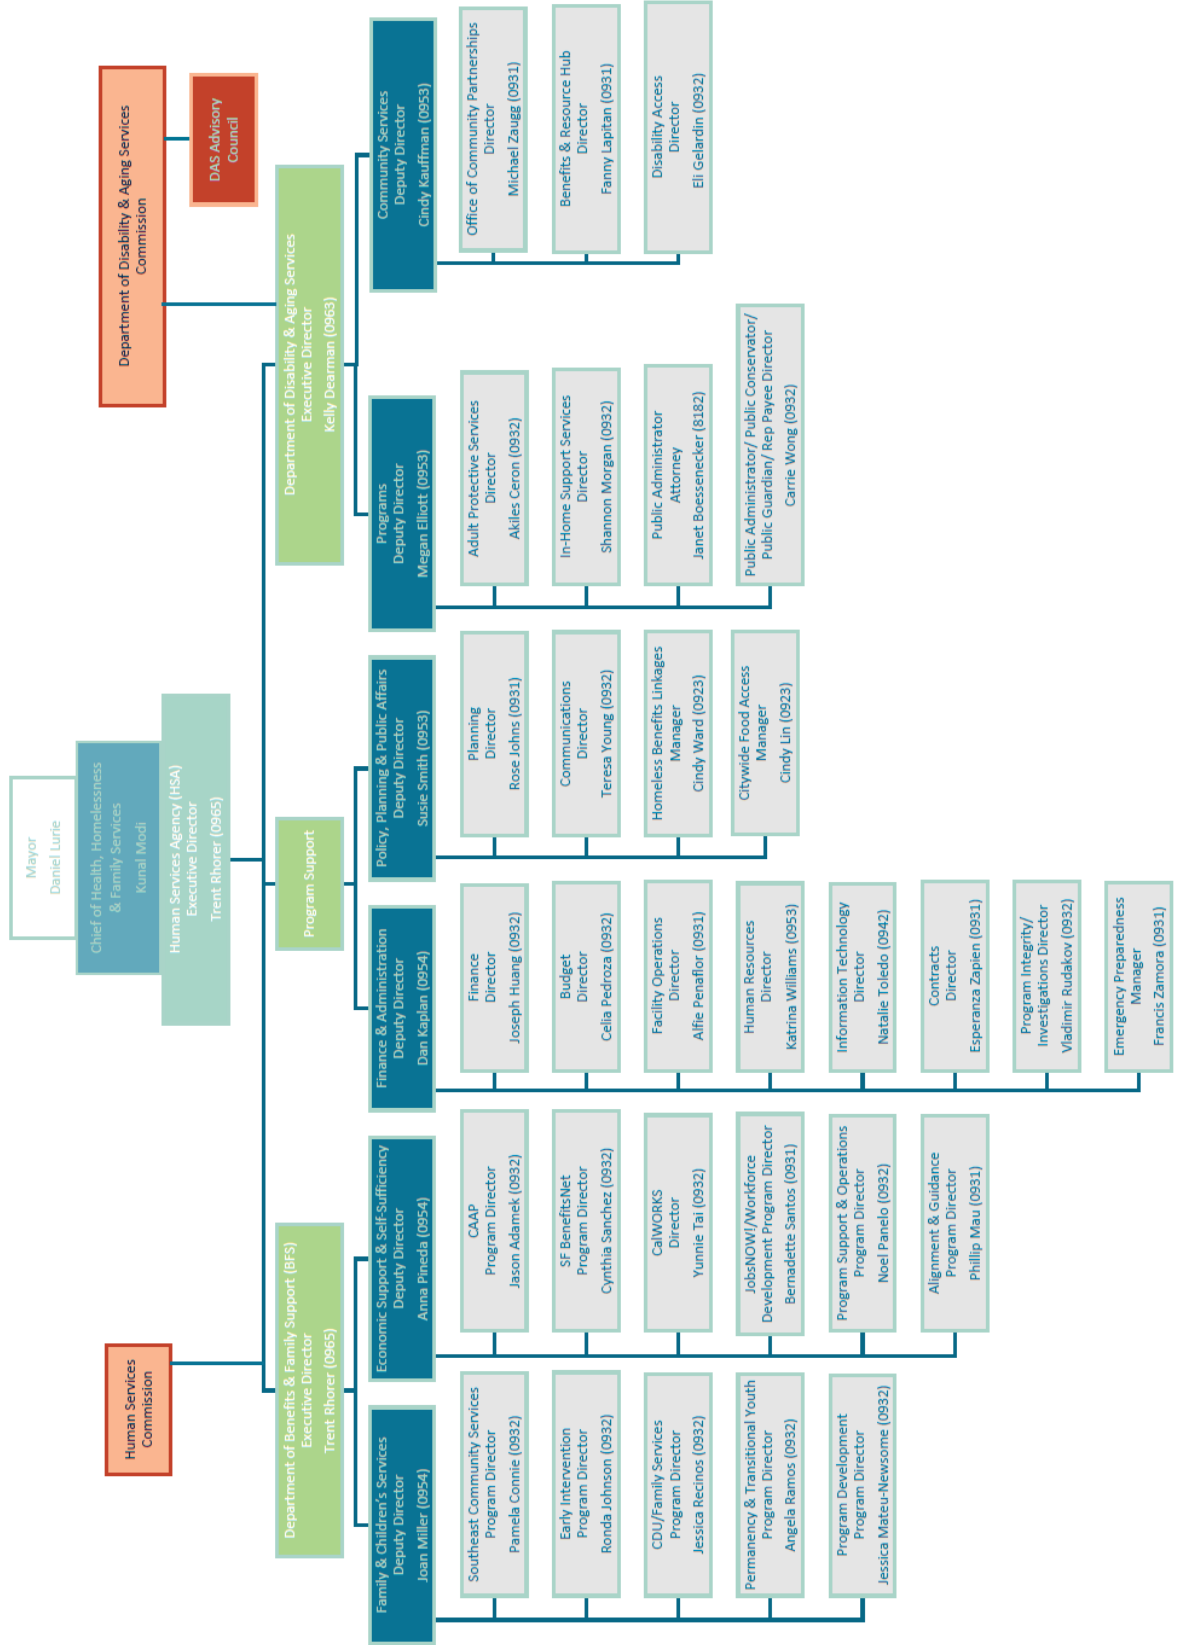 Mayor
Daniel Lurie
Chief of Health, Homelessness
& Family Services
Kunal Modi
Human Services Agency (HSA)
Executive Director
Trent Rhorer (0965)
Human Services
Commission
Department of Disability & Aging Services
Commission
DAS Advisory
Council
Department of Benefits & Family Support (BFS)
Executive Director
Trent Rhorer (0965)
Program Support
Department of Disability & Aging Services
Executive Director
Kelly Dearman (0963)
Family & Children's Services
Deputy Director
Joan Miller (0954)
Southeast Community Services
Program Director
Pamela Connie (0932)
Early Intervention
Program Director
Ronda Johnson (0932)
CDU/Family Services
Program Director
Jessica Recinos (0932)
Permanency & Transitional Youth
Program Director
Angela Ramos (0932)
Program Development
Program Director
Jessica Mateu-Newsome (0932)
Economic Support & Self-Sufficiency
Deputy Director
Anna Pineda (0954)
CAAP
Program Director
Jason Adamek (0932)
SF BenefitsNet
Program Director
Cynthia Sanchez (0932)
CalWORKS
Director
Yunnie Tai (0932)
JobsNOW!/Workforce
Development Program Director
Bernadette Santos (0931)
Program Support & Operations
Program Director
Noel Panelo (0932)
Alignment & Guidance
Program Director
Phillip Mau (0931)
Finance & Administration
Deputy Director
Dan Kaplan (0954)
Finance
Director
Joseph Huang (0932)
Budget
Director
Celia Pedroza (0932)
Facility Operations
Director
Alfie Penaflor (0931)
Human Resources
Director
Katrina Williams (0953)
Information Technology
Director
Natalie Toledo (0942)
Contracts
Director
Esperanza Zapien (0931)
Program Integrity/
Investigations Director
Vladimir Rudakov (0932)
Emergency Preparedness
Manager
Francis Zamora (0931)
Policy, Planning & Public Affairs
Deputy Director
Susie Smith (0953)
Planning
Director
Rose Johns (0931)
Communications
Director
Teresa Young (0932)
Homeless Benefits Linkages
Manager
Cindy Ward (0923)
Citywide Food Access
Manager
Cindy Lin (0923)
Programs
Deputy Director
Megan Elliott (0953)
Adult Protective Services
Director
Akiles Ceron (0932)
In-Home Support Services
Director
Shannon Morgan (0932)
Public Administrator
Attorney
Janet Boessenecker (8182)
Public Administrator/ Public Conservator/
Public Guardian/ Rep Payee Director
Carrie Wong (0932)
Community Services
Deputy Director
Cindy Kauffman (0953)
Office of Community Partnerships
Director
Michael Zaugg (0931)
Benefits & Resource Hub
Director
Fanny Lapitan (0931)
Disability Access
Director
Eli Gelardin (0932)